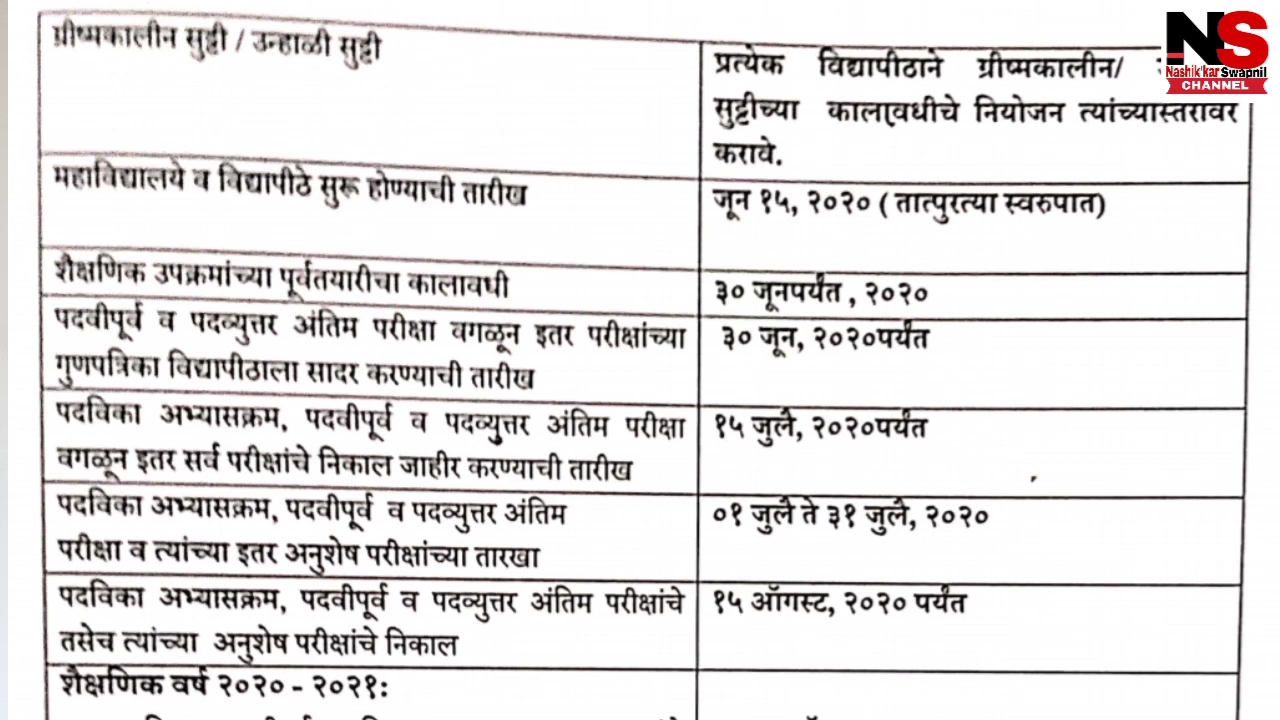 ग्रीष्मकालीन सुट्टी / उन्हाळी सुट्टी
प्रत्येक विद्यापीठाने ग्रीष्मकालीन/
सुट्टीच्या कालावधीचे नियोजन त्यांच्यास्तरावर
करावे.
महाविद्यालये व विद्यापीठे सुरू होण्याची तारीख
जून १५, २०२० ( तात्पुरत्या स्वरुपात)
शैक्षणिक उपक्रमांच्या पूर्वतयारीचा कालावधी
३० जूनपर्यंत , २०२०
पदवीपूर्व व पदव्युत्तर अंतिम परीक्षा वगळून इतर परीक्षांच्या
गुणपत्रिका विद्यापीठाला सादर करण्याची तारीख
३० जून, २०२०पर्यंत
पदविका अभ्यासक्रम, पदवीपूर्व व पदव्युत्तर अंतिम परीक्षा
वगळून इतर सर्व परीक्षांचे निकाल जाहीर करण्याची तारीख
१५ जुलै, २०२०पर्यंत
पदविका अभ्यासक्रम, पदवीपूर्व व पदव्युत्तर अंतिम
परीक्षा व त्यांच्या इतर अनुशेष परीक्षांच्या तारखा
०१ जुलै ते ३१ जुलै, २०२०
पदविका अभ्यासक्रम, पदवीपूर्व व पदव्युत्तर अंतिम परीक्षांचे
तसेच त्यांच्या अनुशेष परीक्षांचे निकाल
१५ ऑगस्ट, २०२० पर्यंत
शैक्षणिक वर्ष २०२० - २०२१:
NS
Nashik'kar Swapnil
CHANNEL